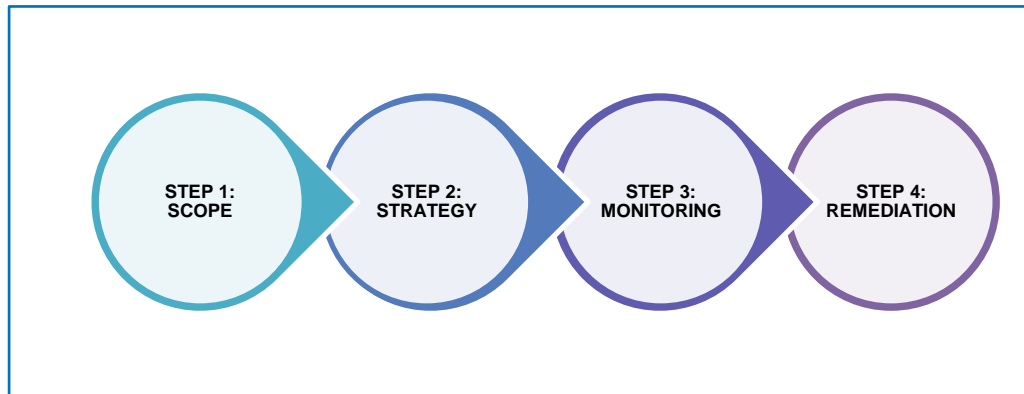 STEP 1:
SCOPE
STEP 2:
STRATEGY
STEP 3:
MONITORING
STEP 4:
REMEDIATION